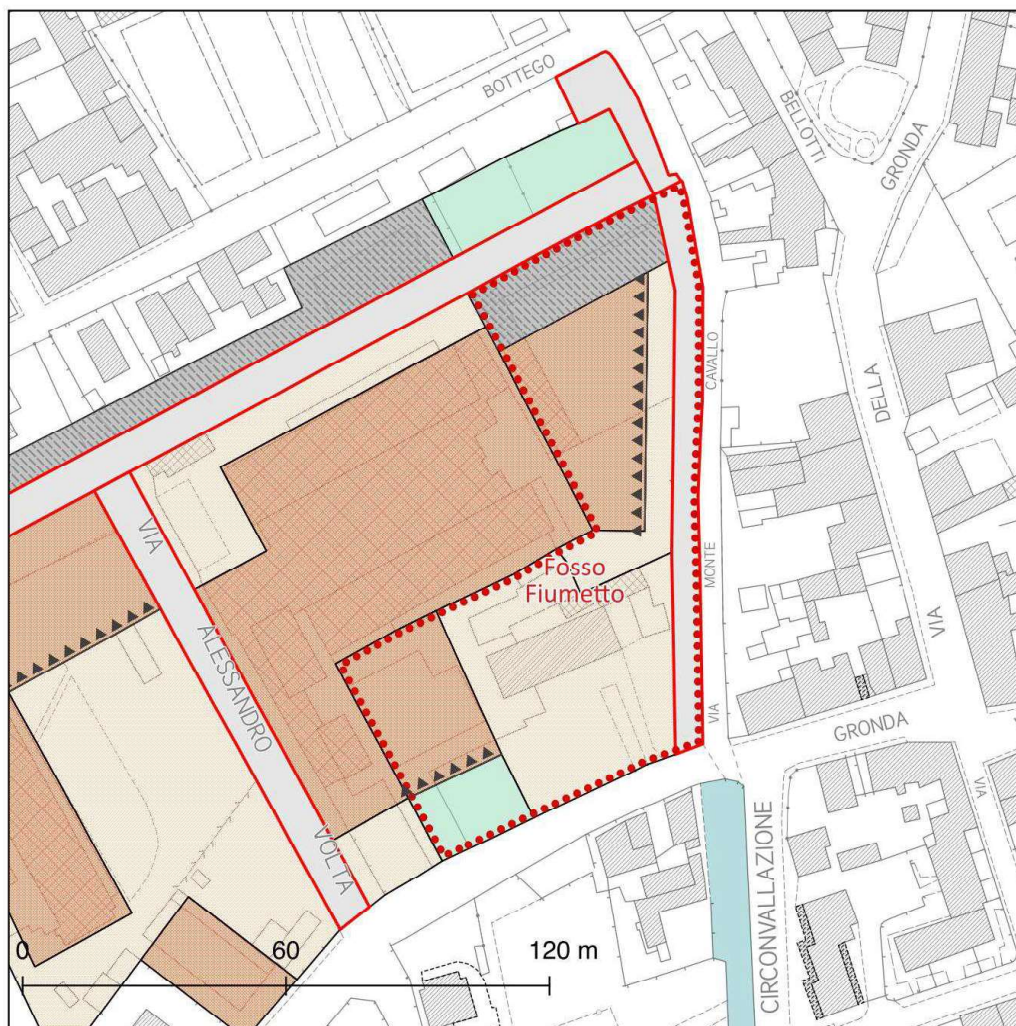 BOTTEGO
BELLOTTI
GRONDA
CAVALLO
DELLA
VIA
Fosso
Fiumetto
MONTE
VIA
ALESSANDRO
VIA
VIA
GRONDA
VIA
VOLTA
CIRCONVALLAZIONE
0 60 120 m